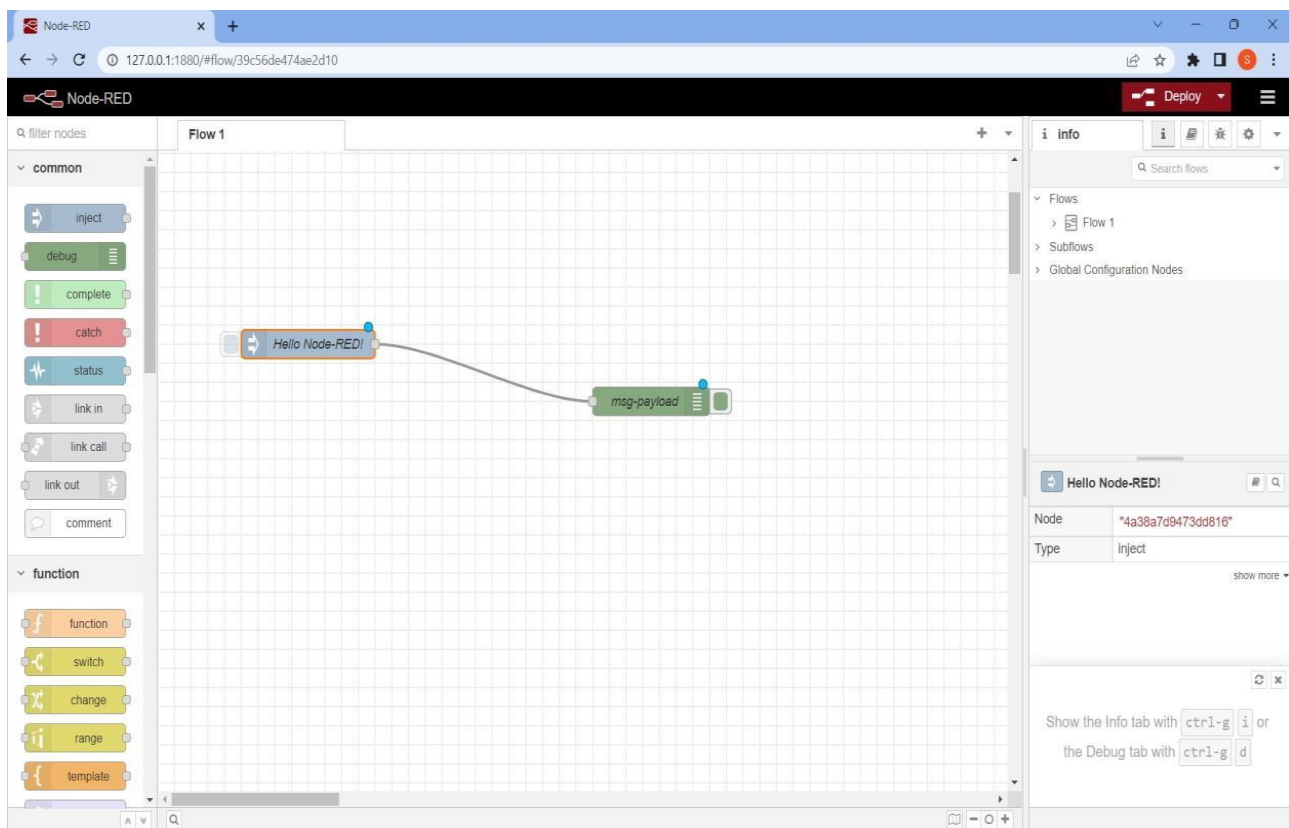 Node-RED
127.0.0.1:1880/#flow/39c56de474ae2d10
S
Node-RED
Deploy
filter nodes
common
inject
debug
complete
catch
status
link in
link call
link out
comment
function
function
switch
change
range
template
Flow 1
Hello Node-RED!
msg-payload
i info
i
Search flows
Flows
Flow 1
Subflows
Global Configuration Nodes
Hello Node-RED!
Node "4a38a7d9473dd816"
Type inject
show more
Show the Info tab with ctrl-g i or
the Debug tab with ctrl-g d